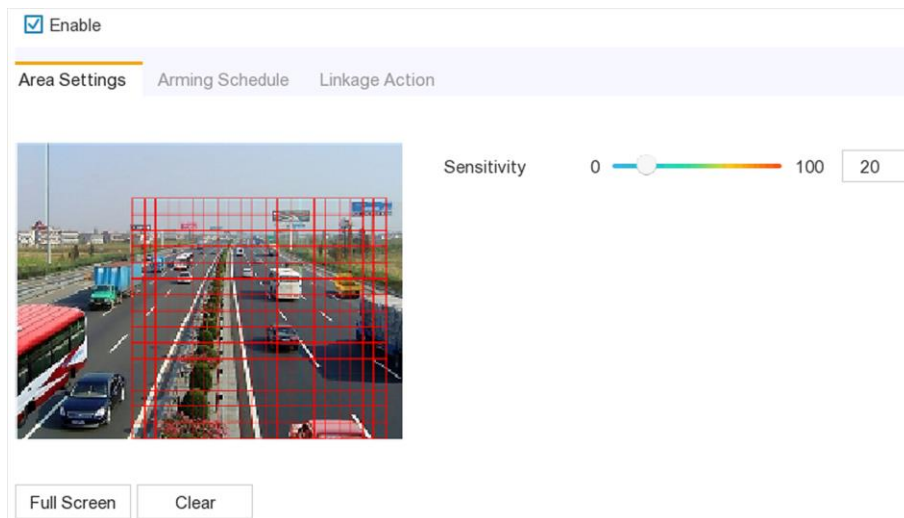 Enable
Area Settings Arming Schedule Linkage Action
Sensitivity 0 100 20
Full Screen Clear